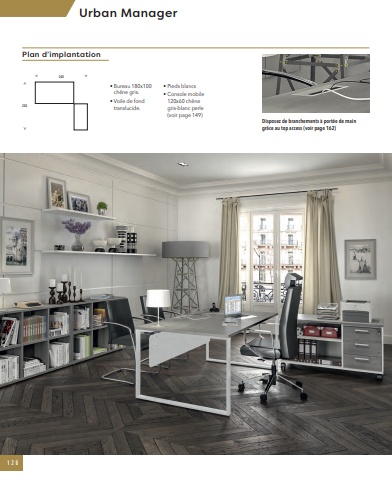 Urban Manager
Plan d'implantation
• Bureau 180x100
chêne gris.
• Voile de fond
translucide.
• Pieds blancs
• Console mobile
120x60 chêne
gris-blanc perle
(voir page 149)
Disposez de branchements à portée de main
grâce au top access (voir page 162)